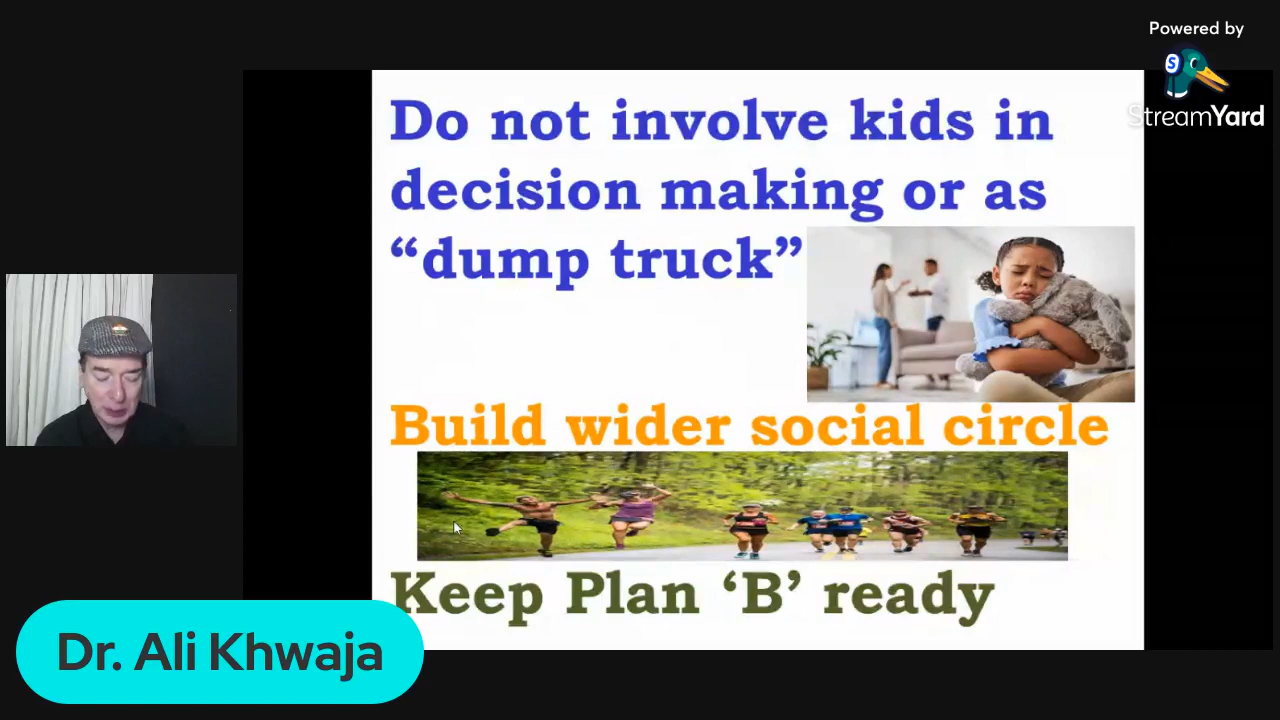 Powered by
S
StreamYard
Do not involve kids in
decision making or as
“dump truck”
Build wider social circle
Keep Plan ‘B’ ready
Dr. Ali Khwaja